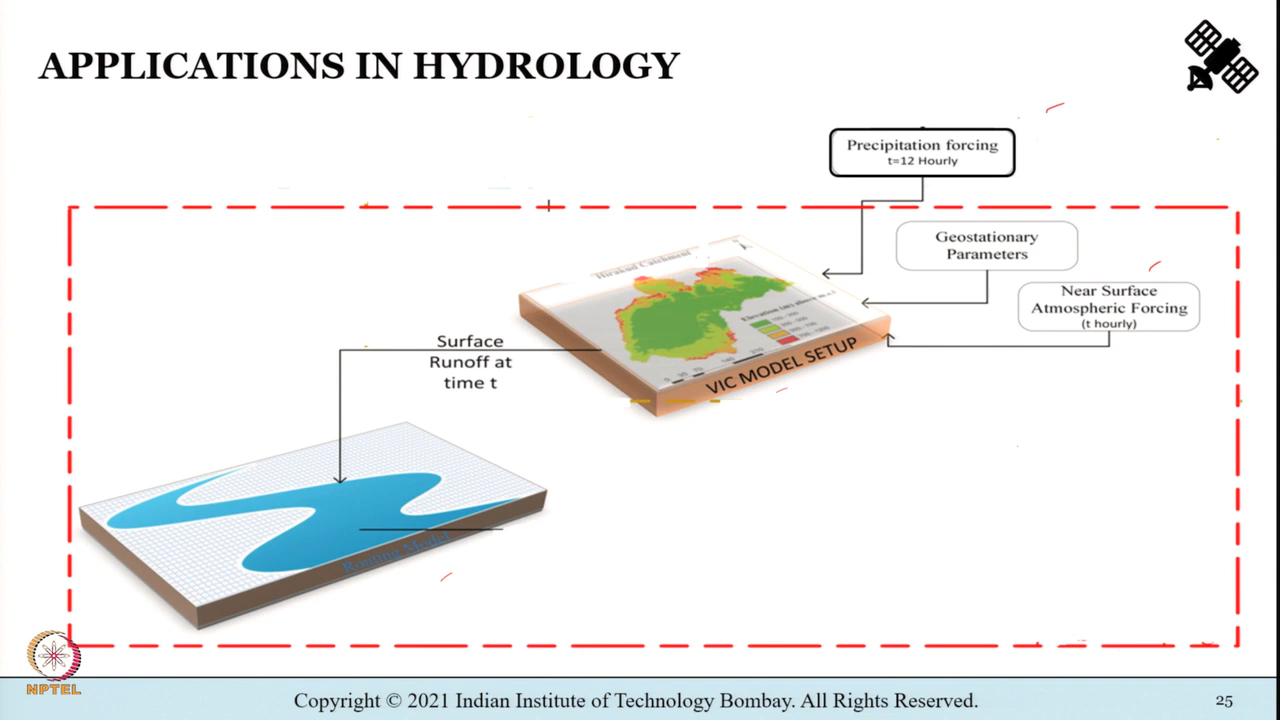 APPLICATIONS IN HYDROLOGY
Precipitation forcing
t=12 Hourly
Geostationary
Parameters
Near Surface
Atmospheric Forcing
(t hourly)
Hirakud Catchment
VIC MODEL SETUP
Surface
Runoff at
time t
Routing Model
NPTEL
Copyright © 2021 Indian Institute of Technology Bombay. All Rights Reserved.
25